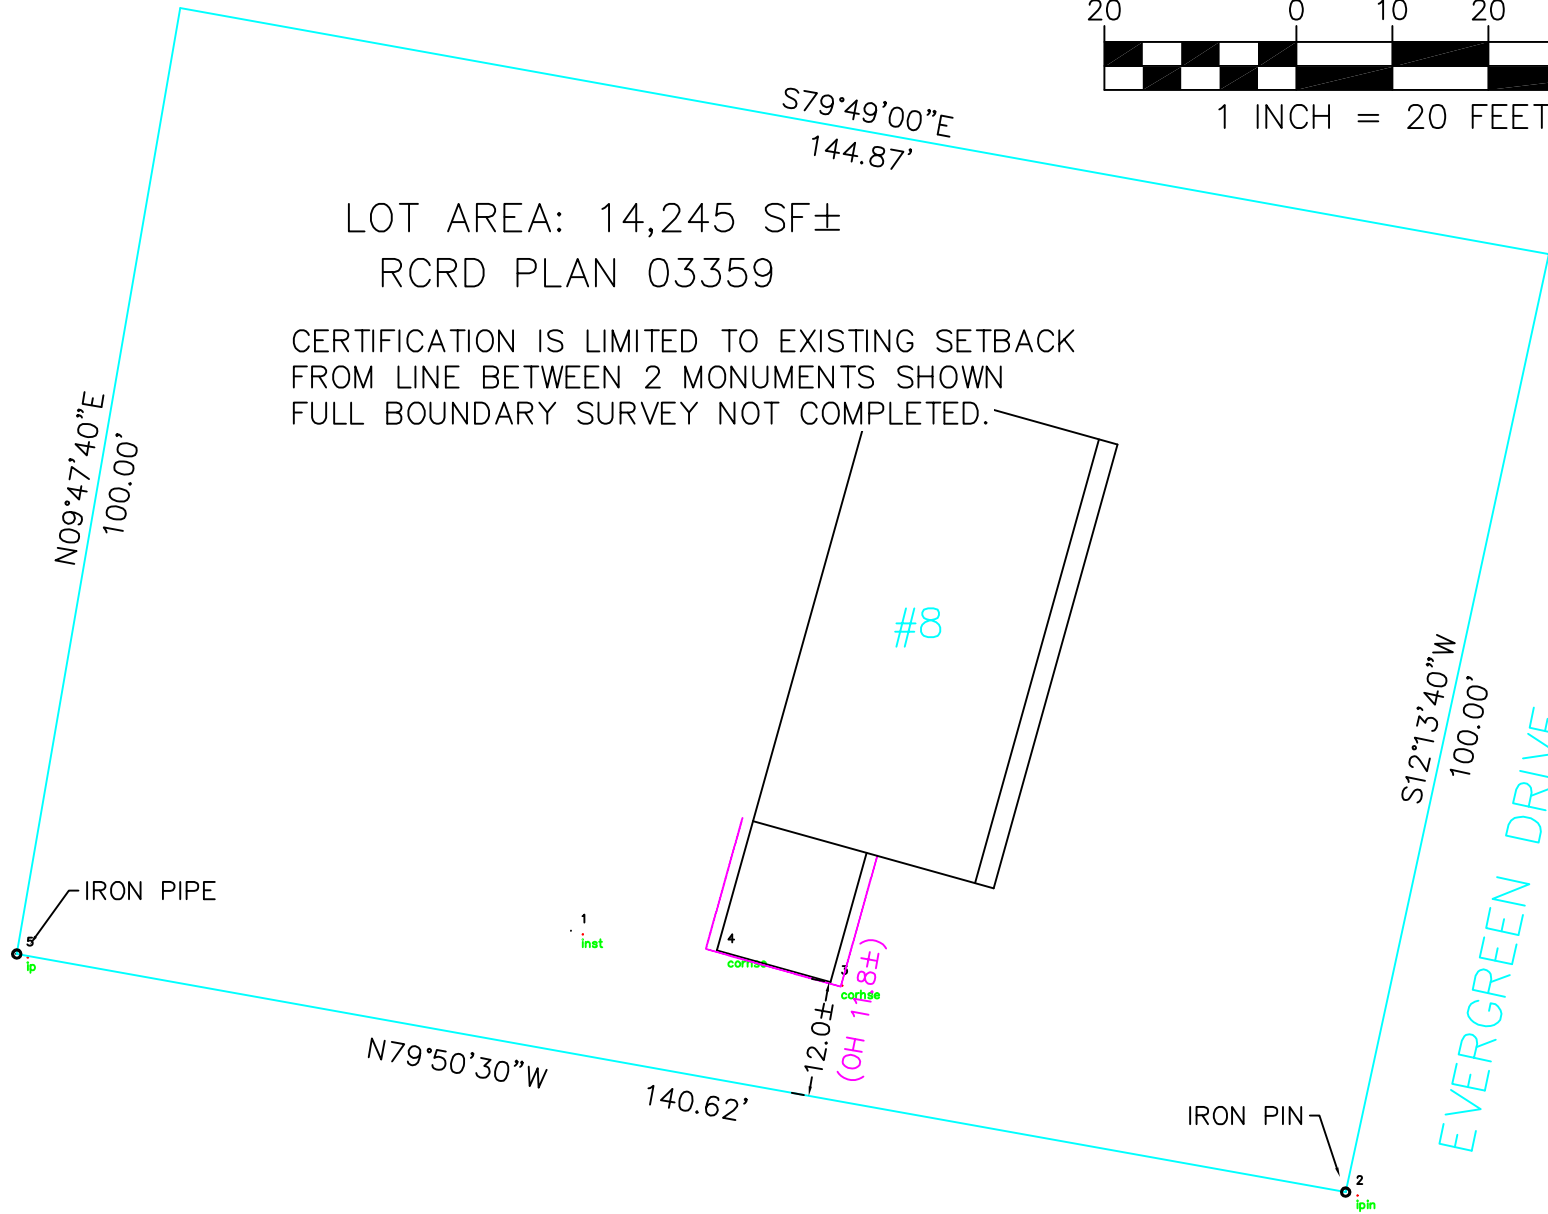 20 0 10 20
1 INCH = 20 FEET
S79°49'00"E
144.87'
LOT AREA: 14,245 SF±
RCRD PLAN 03359
CERTIFICATION IS LIMITED TO EXISTING SETBACK
FROM LINE BETWEEN 2 MONUMENTS SHOWN
FULL BOUNDARY SURVEY NOT COMPLETED.
N09°47'40"E
100.00'
#8
S12°13'40"W
100.00'
EVERGREEN DRIVE
IRON PIPE
5
ip
1
inst
4
corhse
3
corhse
12.0±
(OH 11.8±)
N79°50'30"W
140.62'
IRON PIN
2
ipin